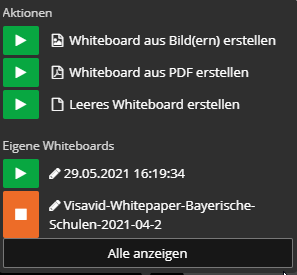 Aktionen
Whiteboard aus Bild(ern) erstellen
Whiteboard aus PDF erstellen
Leeres Whiteboard erstellen
Eigene Whiteboards
29.05.2021 16:19:34
Visavid-Whitepaper-Bayerische-
Schulen-2021-04-2
Alle anzeigen